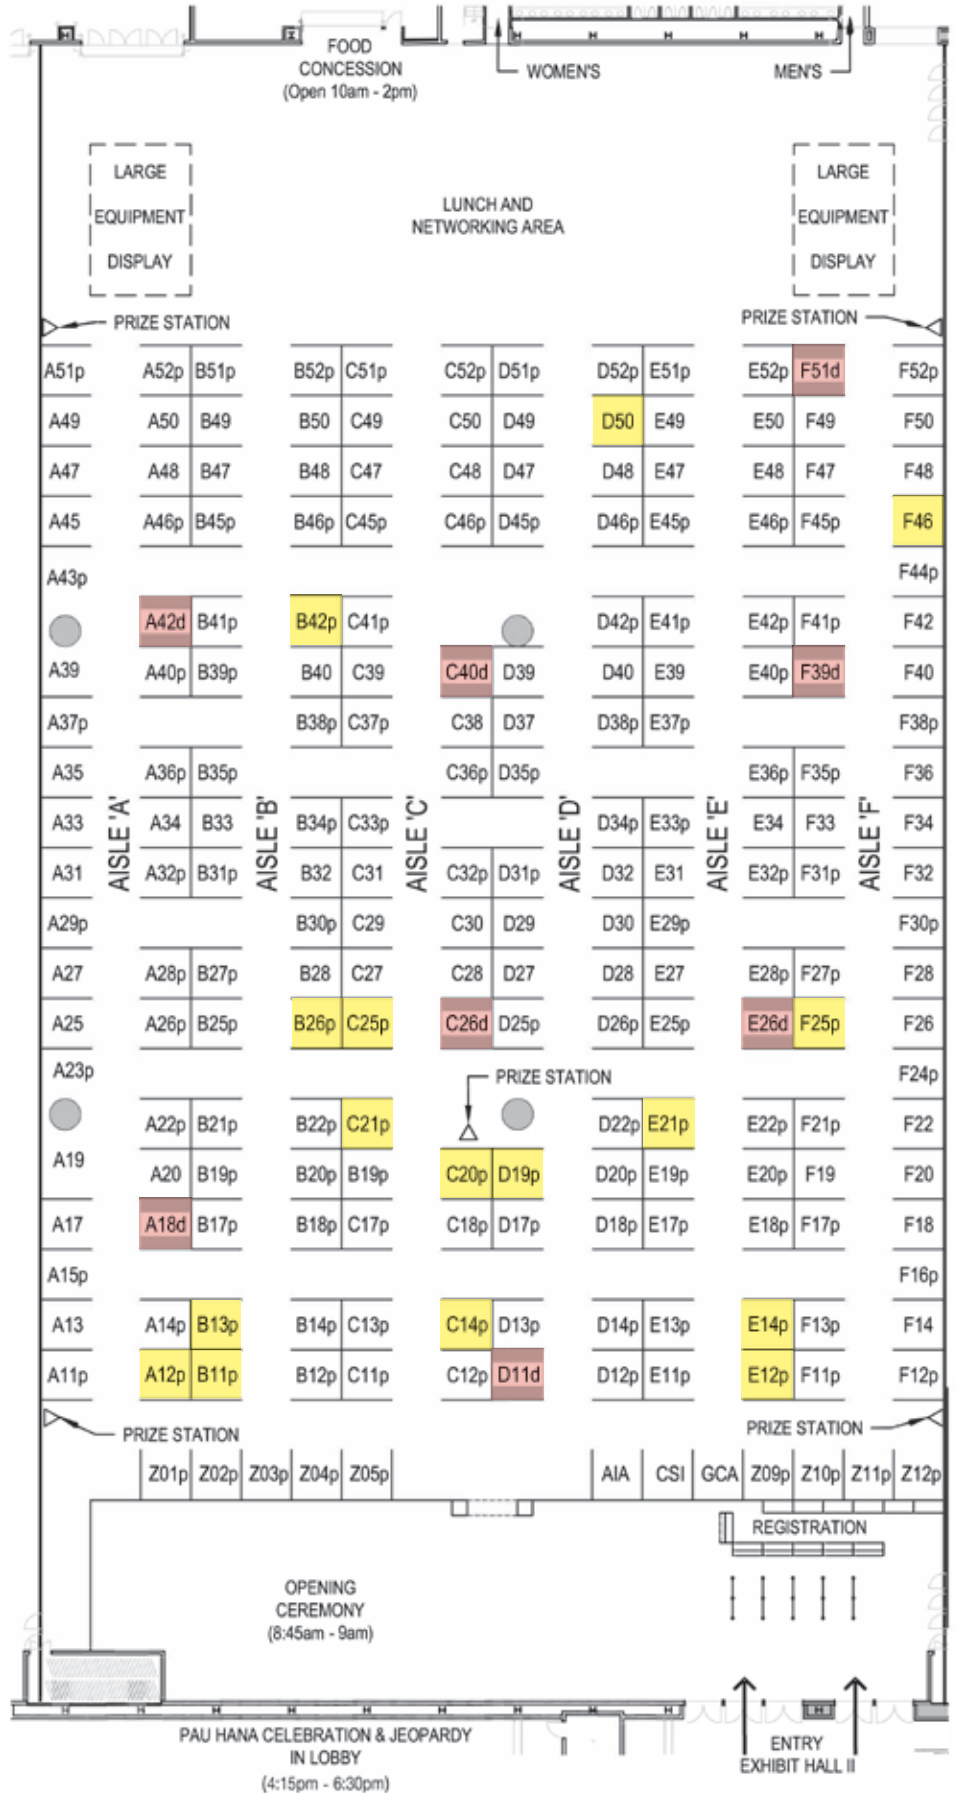 FOOD
CONCESSION
(Open 10am - 2pm)
WOMEN'S
MEN'S
LARGE
EQUIPMENT
DISPLAY
LUNCH AND
NETWORKING AREA
LARGE
EQUIPMENT
DISPLAY
PRIZE STATION
PRIZE STATION
A51p A52p B51p B52p C51p C52p D51p D52p E51p E52p F51d F52p
A49 A50 B49 B50 C49 C50 D49 D50 E49 E50 F49 F50
A47 A48 B47 B48 C47 C48 D47 D48 E47 E48 F47 F48
A45 A46p B45p B46p C45p C46p D45p D46p E45p E46p F45p F46
A43p F44p
A42d B41p B42p C41p D42p E41p E42p F41p F42
A39 A40p B39p B40 C39 C40d D39 D40 E39 E40p F39d F40
A37p B38p C37p C38 D37 D38p E37p F38p
A35 A36p B35p C36p D35p E36p F35p F36
A33 A34 B33 B34p C33p D34p E33p E34 F33 F34
AISLE 'A' AISLE 'B' AISLE 'C' AISLE 'D' AISLE 'E' AISLE 'F'
A31 A32p B31p B32 C31 C32p D31p D32 E31 E32p F31p F32
A29p B30p C29 C30 D29 D30 E29p F30p
A27 A28p B27p B28 C27 C28 D27 D28 E27 E28p F27p F28
A25 A26p B25p B26p C25p C26d D25p D26p E25p E26d F25p F26
A23p F24p
PRIZE STATION
A22p B21p B22p C21p D22p E21p E22p F21p F22
A19 A20 B19p B20p B19p C20p D19p D20p E19p E20p F19 F20
A17 A18d B17p B18p C17p C18p D17p D18p E17p E18p F17p F18
A15p F16p
A13 A14p B13p B14p C13p C14p D13p D14p E13p E14p F13p F14
A11p A12p B11p B12p C11p C12p D11d D12p E11p E12p F11p F12p
PRIZE STATION
PRIZE STATION
Z01p Z02p Z03p Z04p Z05p AIA CSI GCA Z09p Z10p Z11p Z12p
REGISTRATION
OPENING
CEREMONY
(8:45am - 9am)
PAU HANA CELEBRATION & JEOPARDY
IN LOBBY
(4:15pm - 6:30pm)
ENTRY
EXHIBIT HALL II